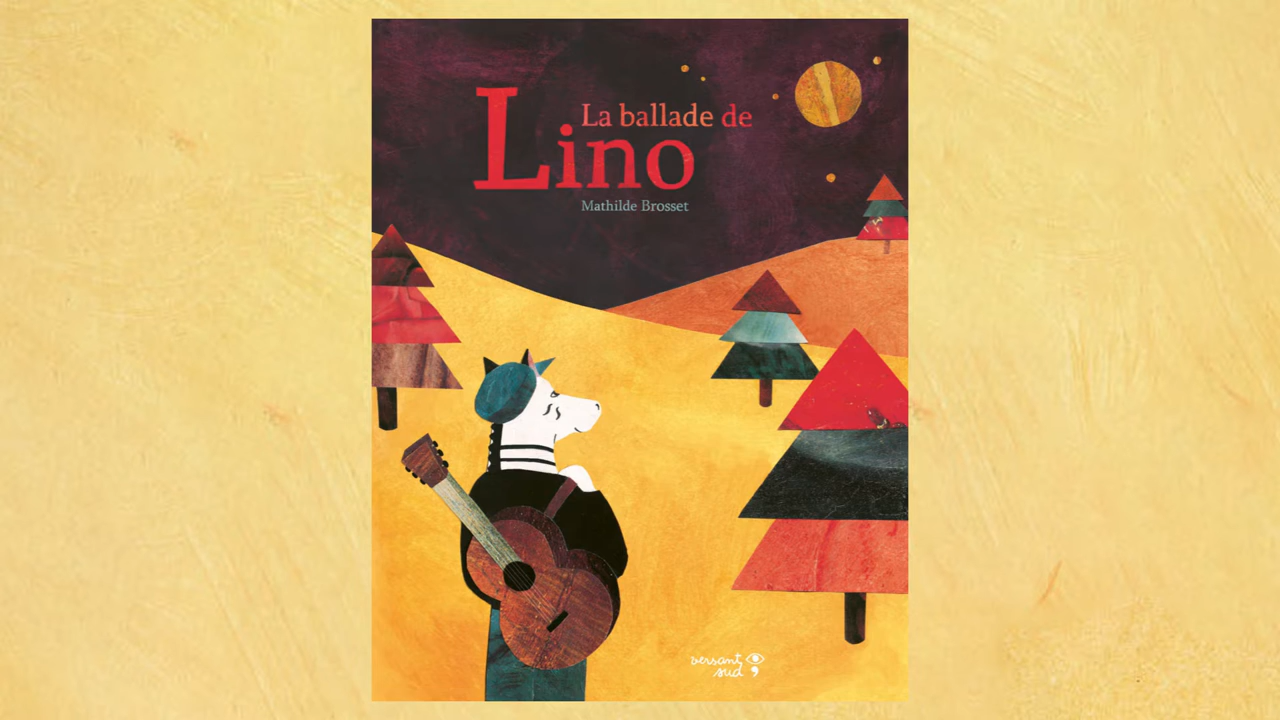 La ballade de
Lino
Mathilde Brosset
versant
sud